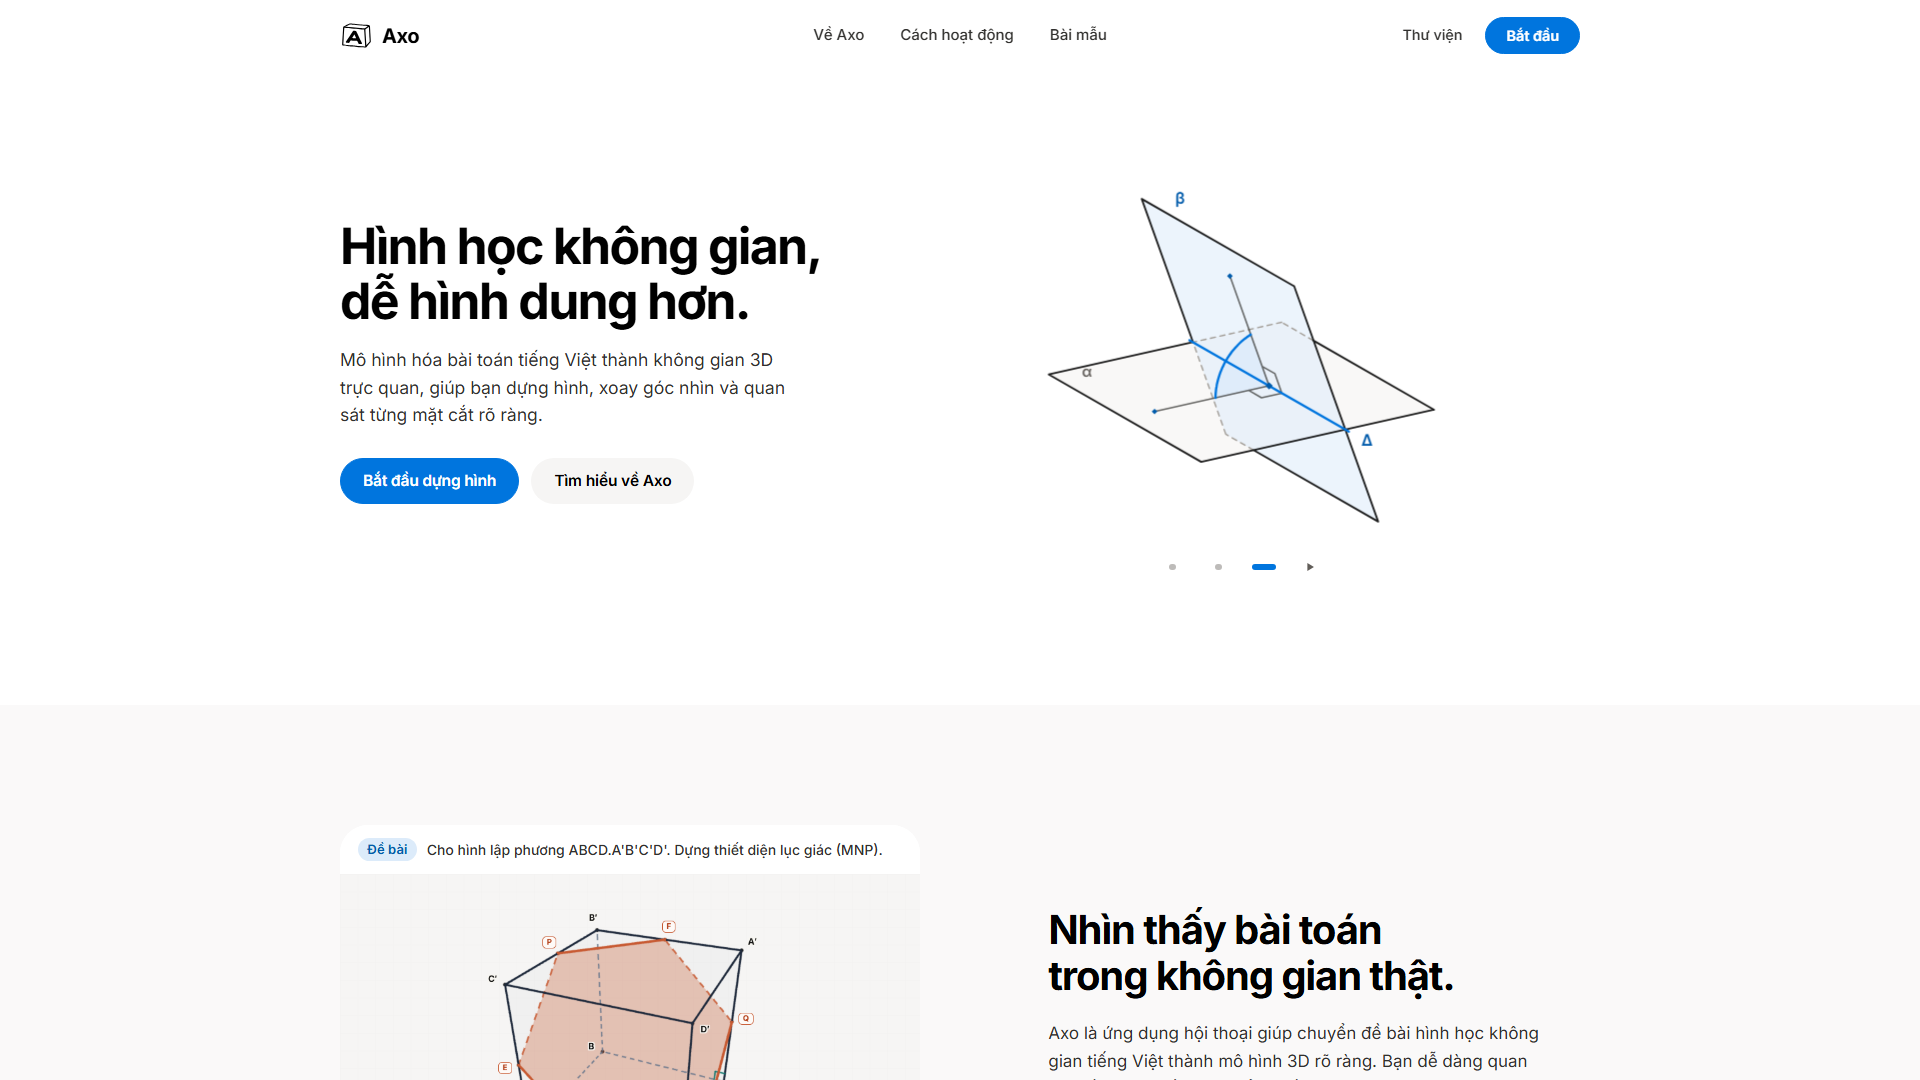 Axo
Về Axo
Cách hoạt động
Bài mẫu
Thư viện
Bắt đầu
Hình học không gian,
dễ hình dung hơn.
Mô hình hóa bài toán tiếng Việt thành không gian 3D
trực quan, giúp bạn dựng hình, xoay góc nhìn và quan
sát từng mặt cắt rõ ràng.
Bắt đầu dựng hình
Tìm hiểu về Axo
β
α
Δ
Đề bài
Cho hình lập phương ABCD.A'B'C'D'. Dựng thiết diện lục giác (MNP).
B'
F
P
A'
C'
Q
D'
B
E
Nhìn thấy bài toán
trong không gian thật.
Axo là ứng dụng hội thoại giúp chuyển đề bài hình học không
gian tiếng Việt thành mô hình 3D rõ ràng. Bạn dễ dàng quan